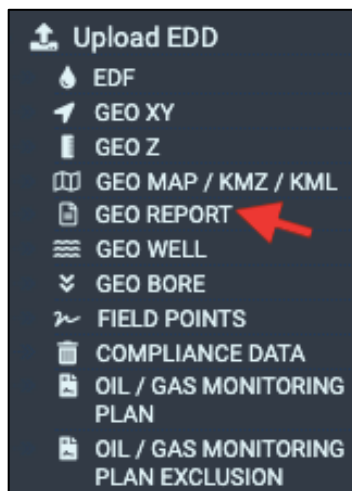 Upload EDD
EDF
GEO XY
GEO Z
GEO MAP / KMZ / KML
GEO REPORT
GEO WELL
GEO BORE
FIELD POINTS
COMPLIANCE DATA
OIL / GAS MONITORING
PLAN
OIL / GAS MONITORING
PLAN EXCLUSION